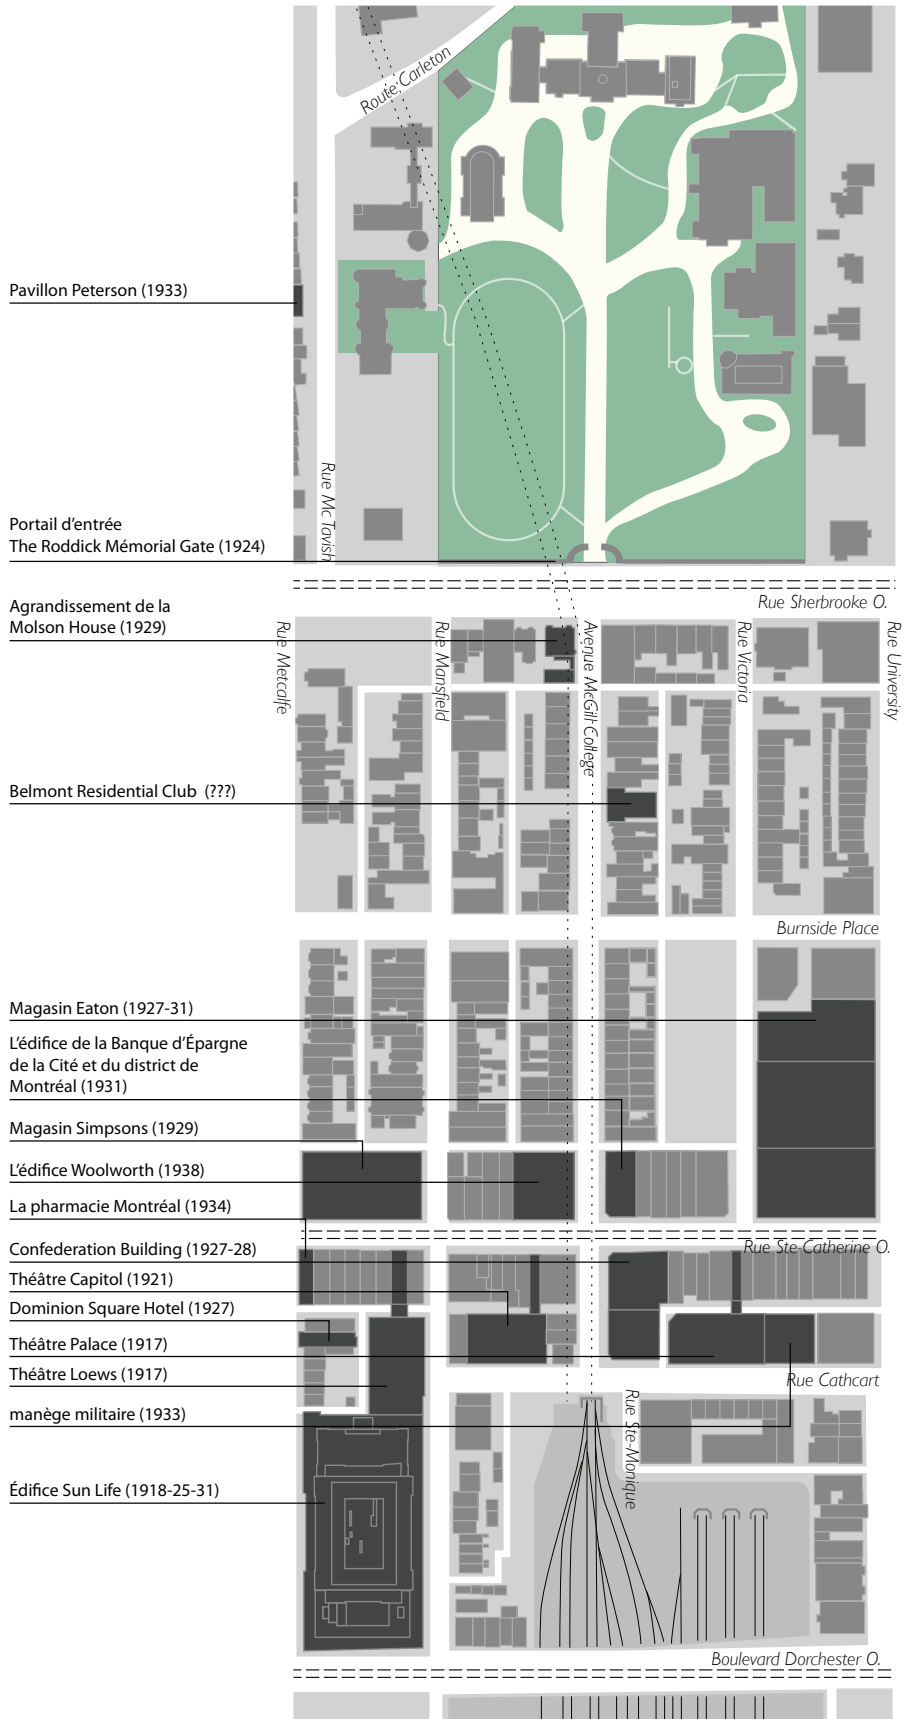 Route Carleton
Pavillon Peterson (1933)
Rue McTavish
Portail d'entrée
The Roddick Mémorial Gate (1924)
Rue Sherbrooke O.
Agrandissement de la
Molson House (1929)
Rue Metcalfe
Rue Mansfield
Avenue McGill College
Rue Victoria
Rue University
Belmont Residential Club (???)
Burnside Place
Magasin Eaton (1927-31)
L'édifice de la Banque d'Épargne
de la Cité et du district de
Montréal (1931)
Magasin Simpsons (1929)
L'édifice Woolworth (1938)
La pharmacie Montréal (1934)
Rue Ste-Catherine O.
Confederation Building (1927-28)
Théâtre Capitol (1921)
Dominion Square Hotel (1927)
Théâtre Palace (1917)
Théatre Loews (1917)
Rue Cathcart
manège militaire (1933)
Rue Ste-Monique
Édifice Sun Life (1918-25-31)
Boulevard Dorchester O.